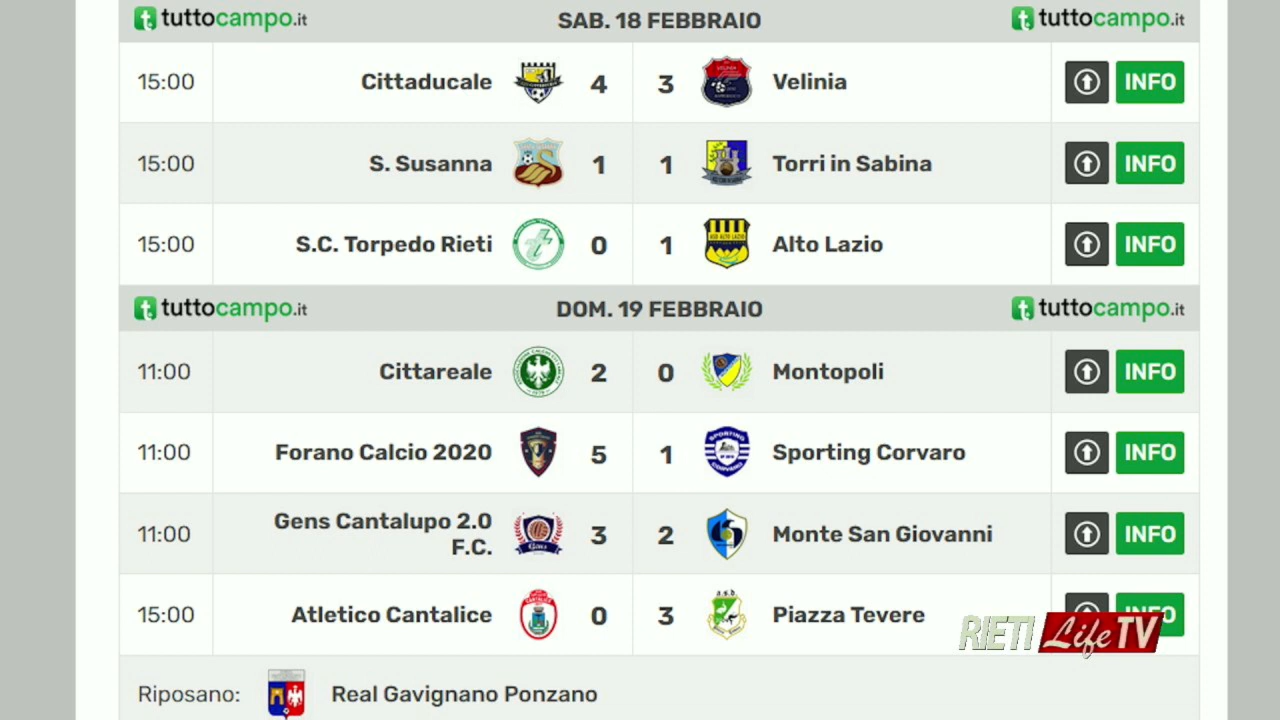 tuttocampo.it SAB. 18 FEBBRAIO tuttocampo.it
15:00 Cittaducale 4 3 Velinia INFO
15:00 S. Susanna 1 1 Torri in Sabina INFO
15:00 S.C. Torpedo Rieti 0 1 Alto Lazio INFO
tuttocampo.it DOM. 19 FEBBRAIO tuttocampo.it
11:00 Cittareale 2 0 Montopoli INFO
11:00 Forano Calcio 2020 5 1 Sporting Corvaro INFO
11:00 Gens Cantalupo 2.0
F.C. 3 2 Monte San Giovanni INFO
15:00 Atletico Cantalice 0 3 Piazza Tevere INFO
RIETI Life TV
Riposano: Real Gavignano Ponzano